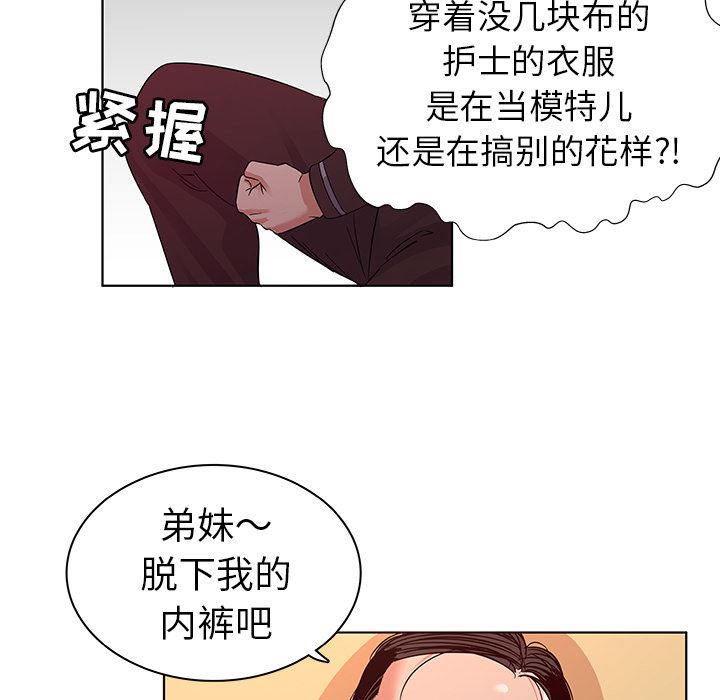 穿着没几块布的
护士的衣服
是在当模特儿
还是在搞别的花样?!
紧握
弟妹～
脱下我的
内裤吧